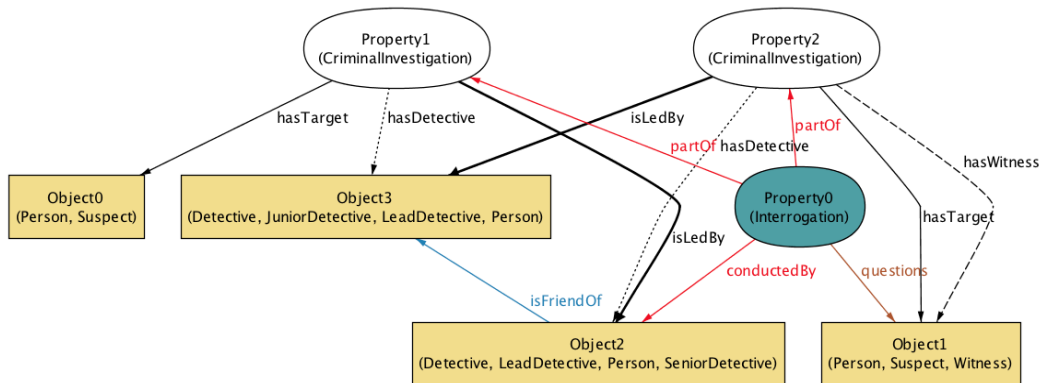 Property1
(CriminalInvestigation)
Property2
(CriminalInvestigation)
hasTarget
hasDetective
isLedBy
partOf
hasDetective
partOf
hasWitness
Object0
(Person, Suspect)
Object3
(Detective, JuniorDetective, LeadDetective, Person)
Property0
(Interrogation)
isLedBy
hasTarget
conductedBy
questions
isFriendOf
Object2
(Detective, LeadDetective, Person, SeniorDetective)
Object1
(Person, Suspect, Witness)